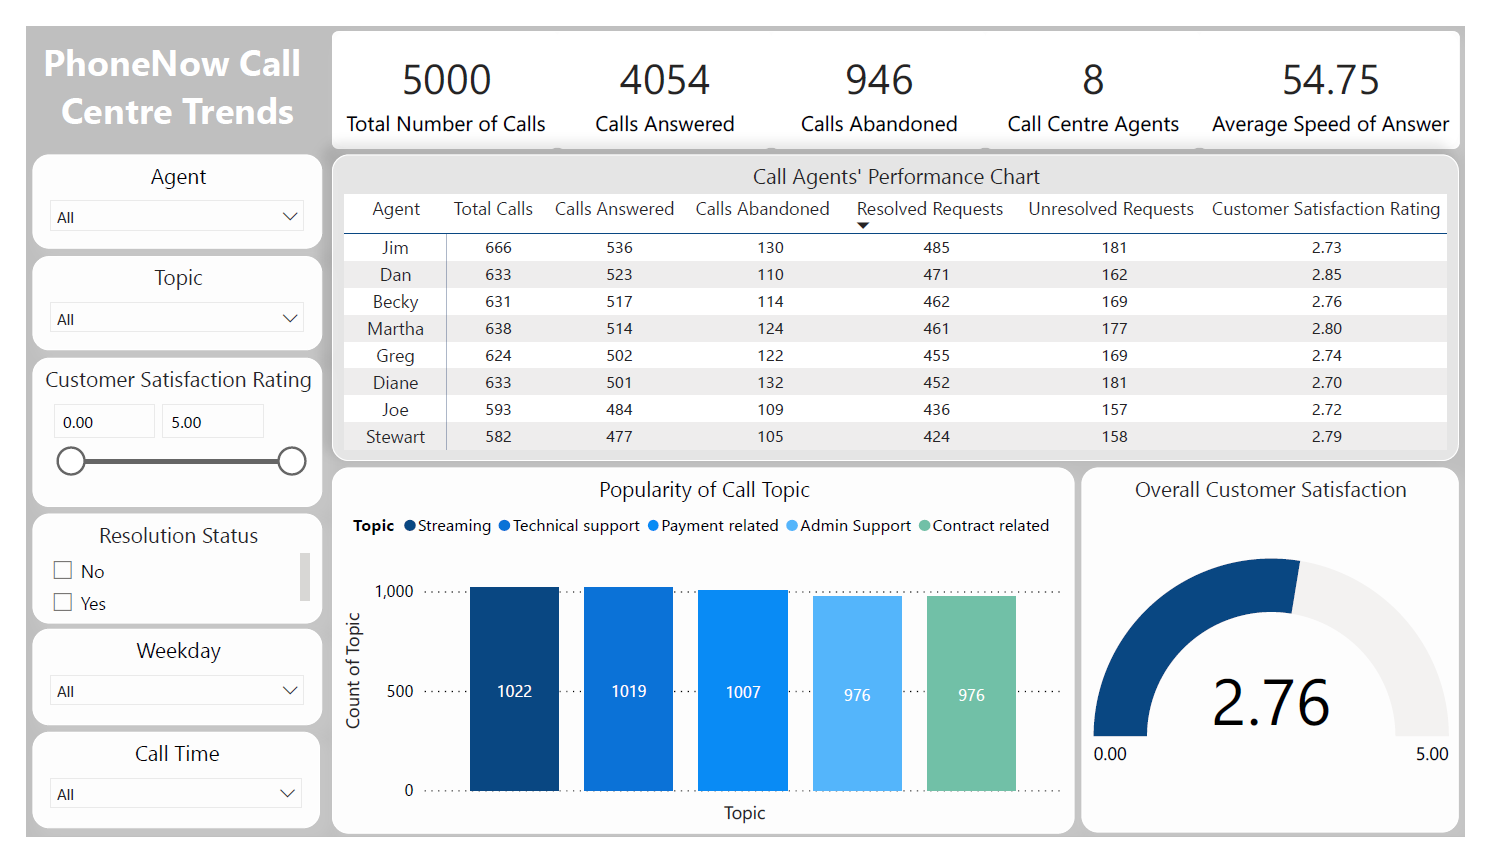 PhoneNow Call
Centre Trends
5000
Total Number of Calls
4054
Calls Answered
946
Calls Abandoned
8
Call Centre Agents
54.75
Average Speed of Answer
Agent
All
Topic
All
Customer Satisfaction Rating
0.00 5.00
Resolution Status
No
Yes
Weekday
All
Call Time
All
Call Agents' Performance Chart
Agent Total Calls Calls Answered Calls Abandoned Resolved Requests Unresolved Requests Customer Satisfaction Rating
Jim 666 536 130 485 181 2.73
Dan 633 523 110 471 162 2.85
Becky 631 517 114 462 169 2.76
Martha 638 514 124 461 177 2.80
Greg 624 502 122 455 169 2.74
Diane 633 501 132 452 181 2.70
Joe 593 484 109 436 157 2.72
Stewart 582 477 105 424 158 2.79
Popularity of Call Topic
Topic Streaming Technical support Payment related Admin Support Contract related
Count of Topic
1,000
500
0
1022 1019 1007 976 976
Topic
Overall Customer Satisfaction
2.76
0.00 5.00